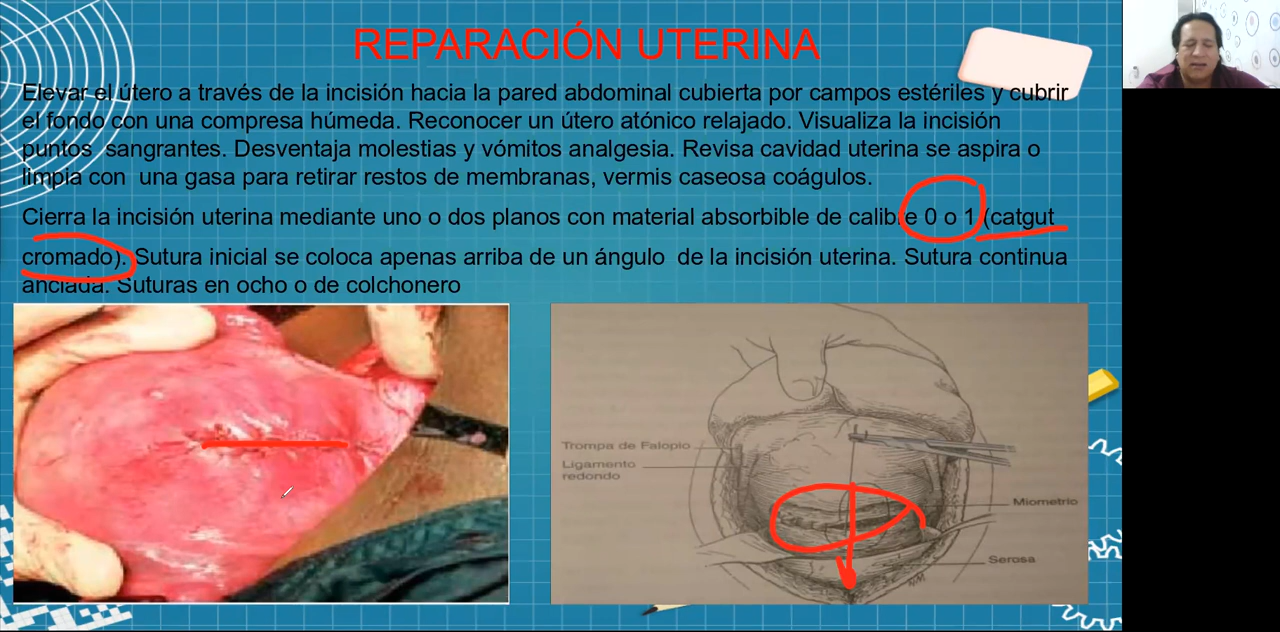 REPARACIÓN UTERINA
Elevar el útero a través de la incisión hacia la pared abdominal cubierta por campos estériles y cubrir
el fondo con una compresa húmeda. Reconocer un útero atónico relajado. Visualiza la incisión
puntos sangrantes. Desventaja molestias y vómitos analgesia. Revisa cavidad uterina se aspira o
limpia con una gasa para retirar restos de membranas, vermis caseosa coágulos.
Cierra la incisión uterina mediante uno o dos planos con material absorbible de calibre 0 o 1 (catgut
cromado). Sutura inicial se coloca apenas arriba de un ángulo de la incisión uterina. Sutura continua
anclada. Suturas en ocho o de colchonero
Trompa de Falopio
Ligamento
redondo
Miometrio
Serosa